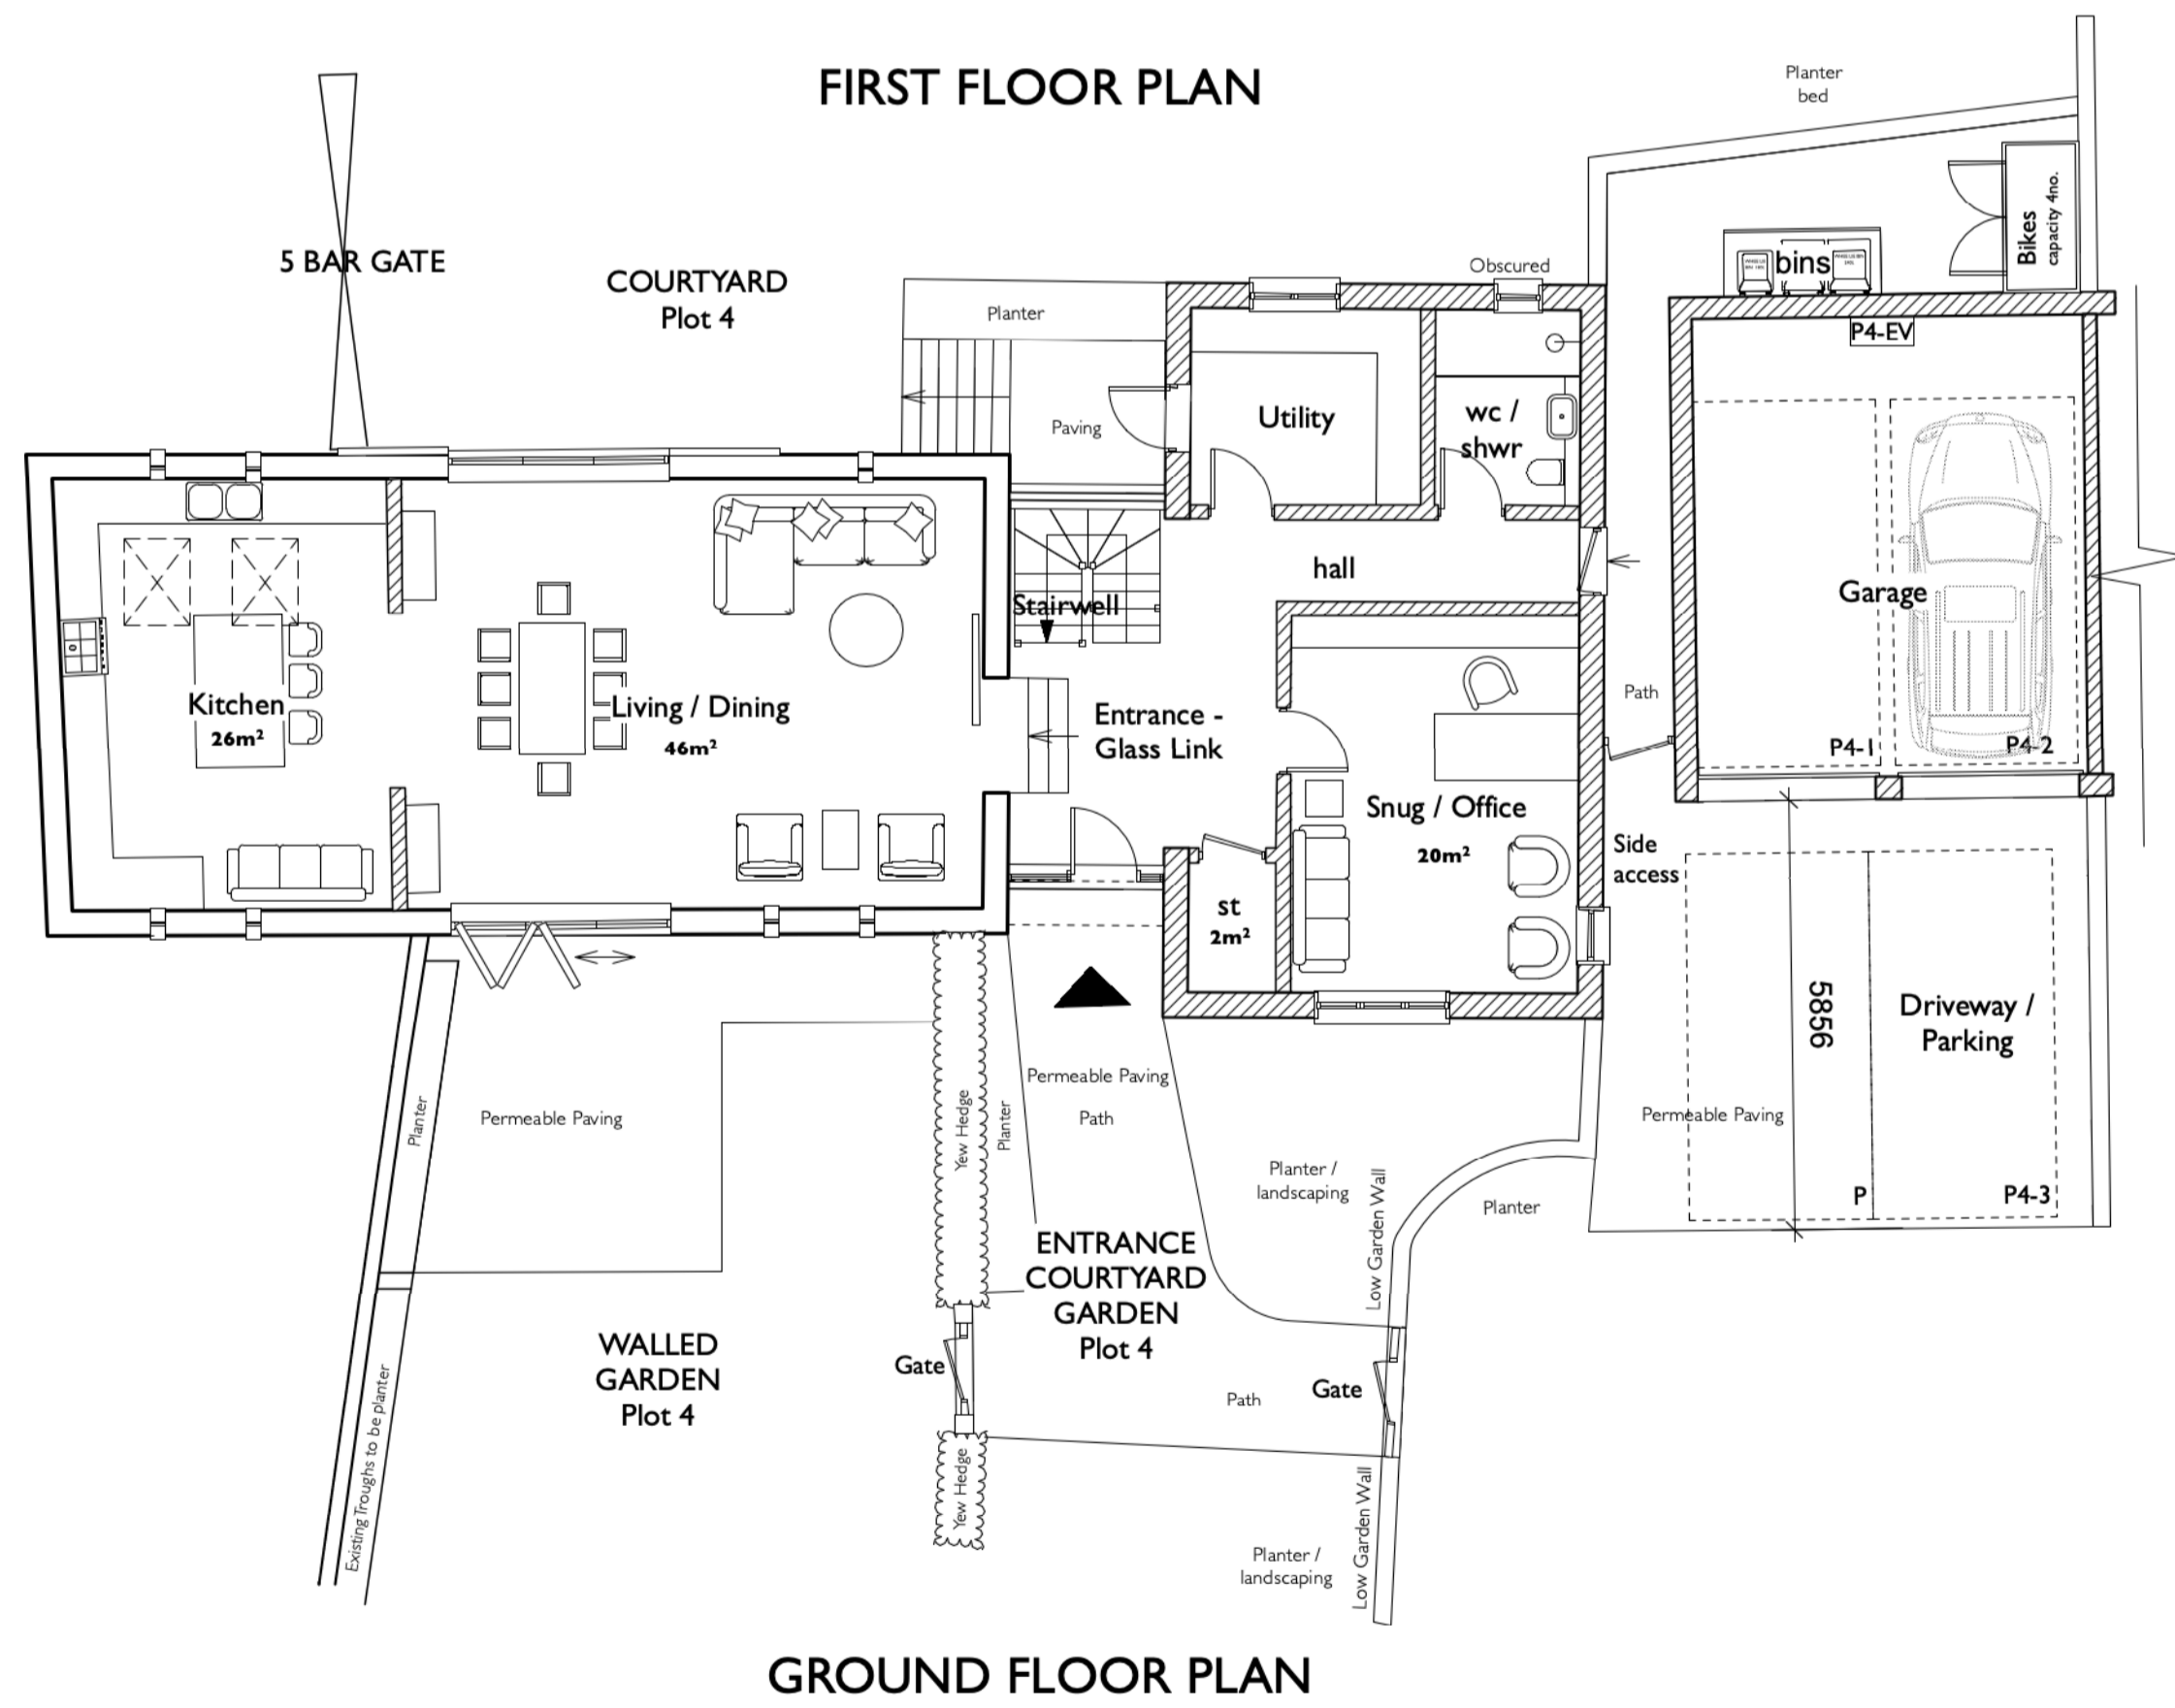 FIRST FLOOR PLAN
Planter
bed
5 BAR GATE
COURTYARD
Plot 4
Planter
Obscured
bins
Bikes
capacity 4no.
P4-EV
Paving
Utility
wc /
shwr
hall
Stairwell
Garage
Kitchen
26m²
Living / Dining
46m²
Entrance -
Glass Link
Path
P4-1
P4-2
Snug / Office
20m²
Side
access
st
2m²
5856
Driveway /
Parking
Permeable Paving
Planter
Permeable Paving
Yew Hedge
Planter
Permeable Paving
Path
Planter /
landscaping
Low Garden Wall
Planter
P
P4-3
ENTRANCE
COURTYARD
GARDEN
Plot 4
WALLED
GARDEN
Plot 4
Gate
Gate
Path
Existing Troughs to be planter
Yew Hedge
Planter /
landscaping
Low Garden Wall
GROUND FLOOR PLAN